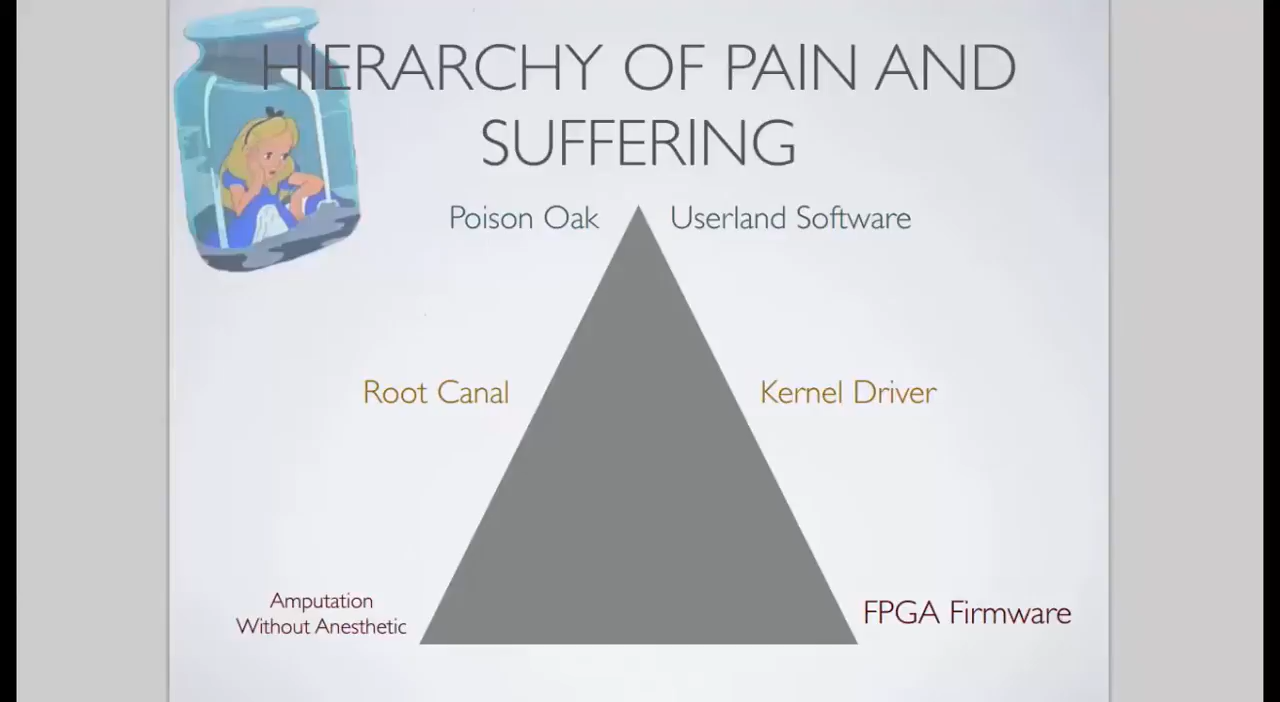 HIERARCHY OF PAIN AND
SUFFERING
Poison Oak
Userland Software
Root Canal
Kernel Driver
Amputation
Without Anesthetic
FPGA Firmware